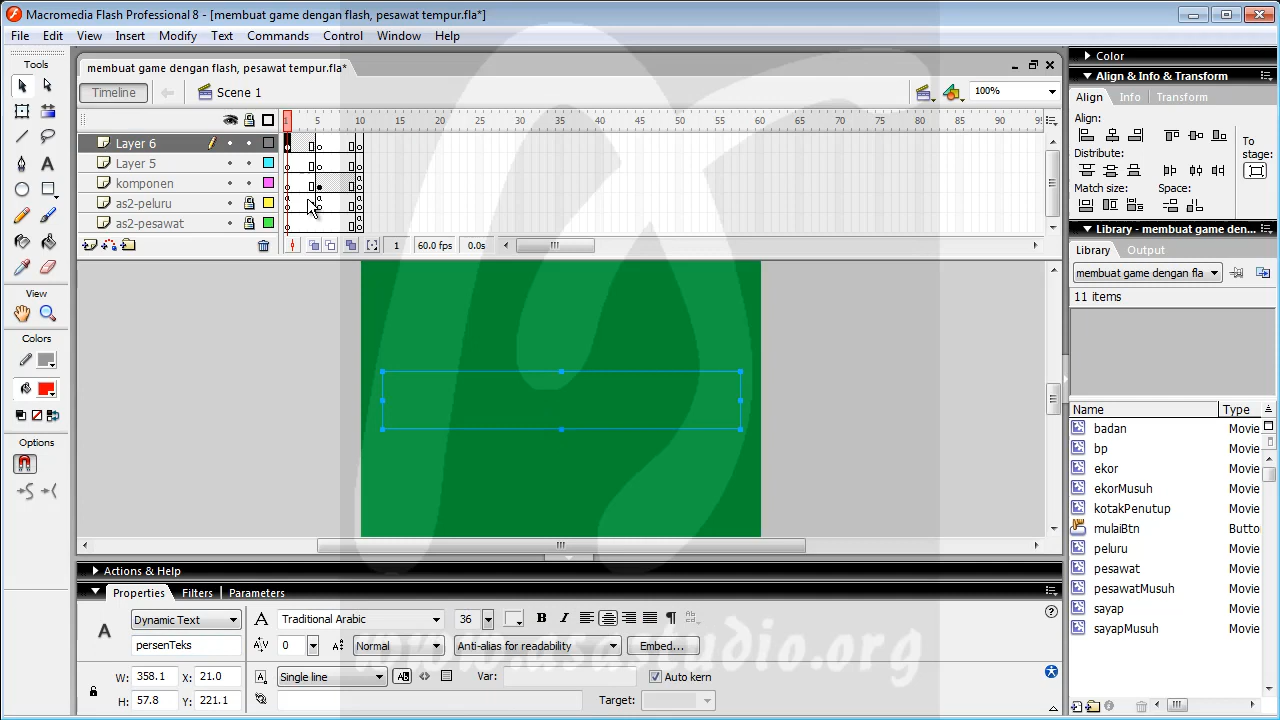 Macromedia Flash Professional 8 - [membuat game dengan flash, pesawat tempur.fla*]
File Edit View Insert Modify Text Commands Control Window Help
Tools
View
Colors
Options
membuat game dengan flash, pesawat tempur.fla*
Timeline
Scene 1
100%
1 5 10 15 20 25 30 35 40 45 50 55 60 65 70 75 80 85 90 95
Layer 6
Layer 5
komponen
as2-peluru
as2-pesawat
1 60.0 fps 0.0s
Actions & Help
Properties Filters Parameters
Dynamic Text
Traditional Arabic
36
persenTeks
0
Normal
Anti-alias for readability
Embed...
W: 358.1 X: 21.0
H: 57.8 Y: 221.1
Single line
Var:
Auto kern
Target:
Color
Align & Info & Transform
Align Info Transform
Align:
Distribute:
Match size:
Space:
To stage:
Library - membuat game den...
Library Output
membuat game dengan fla
11 items
Name Type
badan Movie
bp Movie
ekor Movie
ekorMusuh Movie
kotakPenutup Movie
mulaiBtn Butto
peluru Movie
pesawat Movie
pesawatMusuh Movie
sayap Movie
sayapMusuh Movie